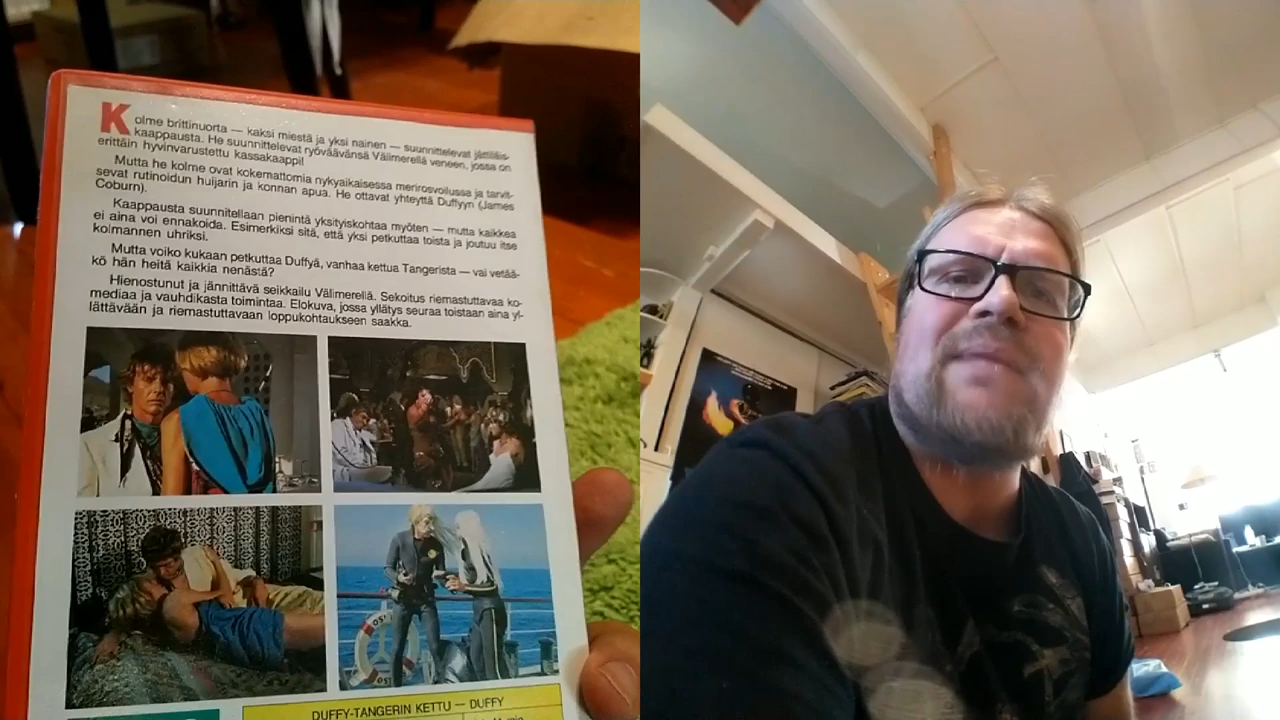 Kolme brittinuorta — kaksi miestä ja yksi nainen — suunnittelevat jättiläis-
kaappausta. He suunnittelevat ryöväävänsä Välimerellä veneen, jossa on
erittäin hyvinvarustettu kassakaappi!
Mutta he kolme ovat kokemattomia nykyaikaisessa merirosvoilussa ja tarvit-
sevat rutinoidun huijarin ja konnan apua. He ottavat yhteyttä Duffyyn (James
Coburn).
Kaappausta suunnitellaan pienintä yksityiskohtaa myöten — mutta kaikkea
ei aina voi ennakoida. Esimerkiksi sitä, että yksi petkuttaa toista ja joutuu itse
kolmannen uhriksi.
Mutta voiko kukaan petkuttaa Duffyä, vanhaa kettua Tangerista — vai vetää-
kö hän heitä kaikkia nenästä?
Hienostunut ja jännittävä seikkailu Välimerellä. Sekoitus riemastuttavaa ko-
mediaa ja vauhdikasta toimintaa. Elokuva, jossa yllätys seuraa toistaan aina yl-
lättävään ja riemastuttavaan loppukohtaukseen saakka.
DUFFY-TANGERIN KETTU — DUFFY